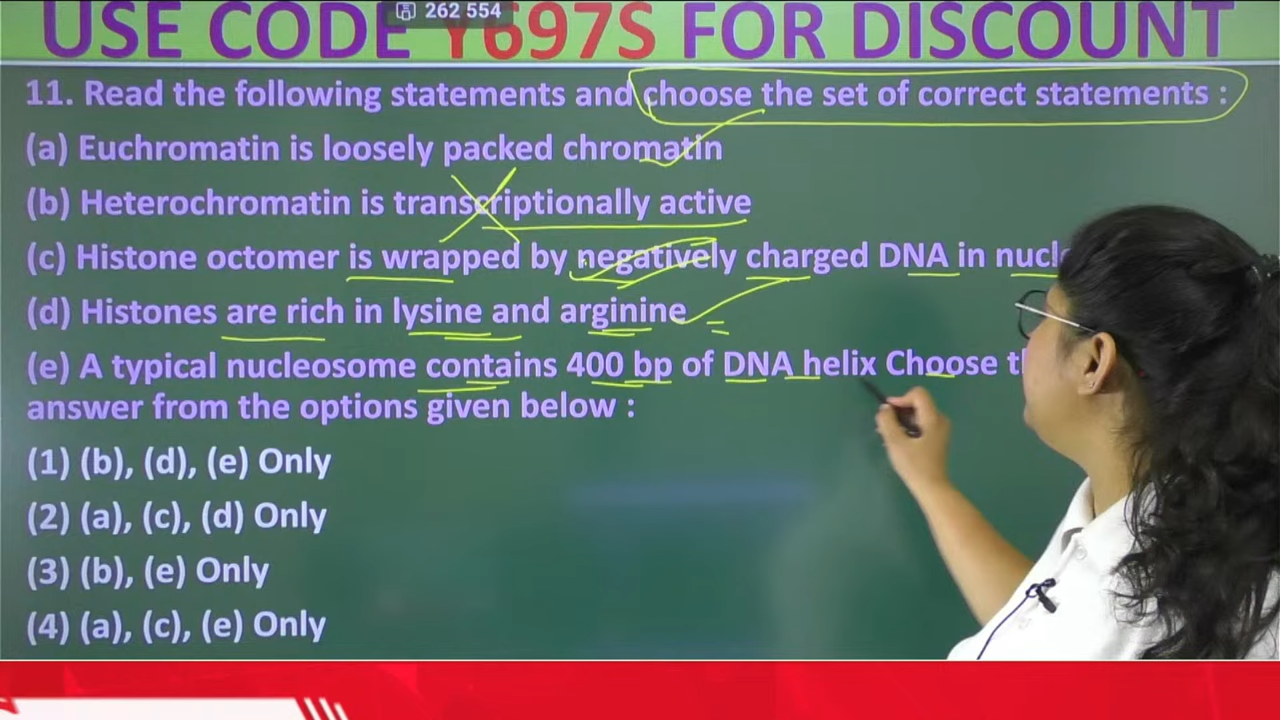 USE CODE Y697S FOR DISCOUNT
262 554
11. Read the following statements and choose the set of correct statements :
(a) Euchromatin is loosely packed chromatin
(b) Heterochromatin is transcriptionally active
(c) Histone octomer is wrapped by negatively charged DNA in
(d) Histones are rich in lysine and arginine
(e) A typical nucleosome contains 400 bp of DNA helix Choose
answer from the options given below :
(1) (b), (d), (e) Only
(2) (a), (c), (d) Only
(3) (b), (e) Only
(4) (a), (c), (e) Only